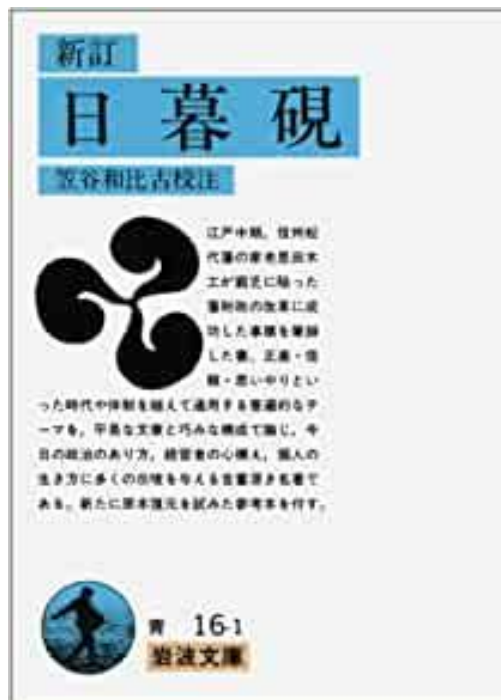 新訂
日暮硯
笠谷和比古校注
江戸中期、信州松
代藩の家老恩田木
工が窮乏に陥った
藩財政の改革に成
功した事績を筆録
した書。正直・信
頼・思いやりとい
った時代や体制を越えて通用する普遍的なテ
ーマを、平易な文章と巧みな構成で論じ、今
日の政治のあり方、経営者の心構え、個人の
生き方に多くの示唆を与える含蓄深き名著で
ある。新たに原本復元を試みた参考本を付す。
青 16-1
岩波文庫